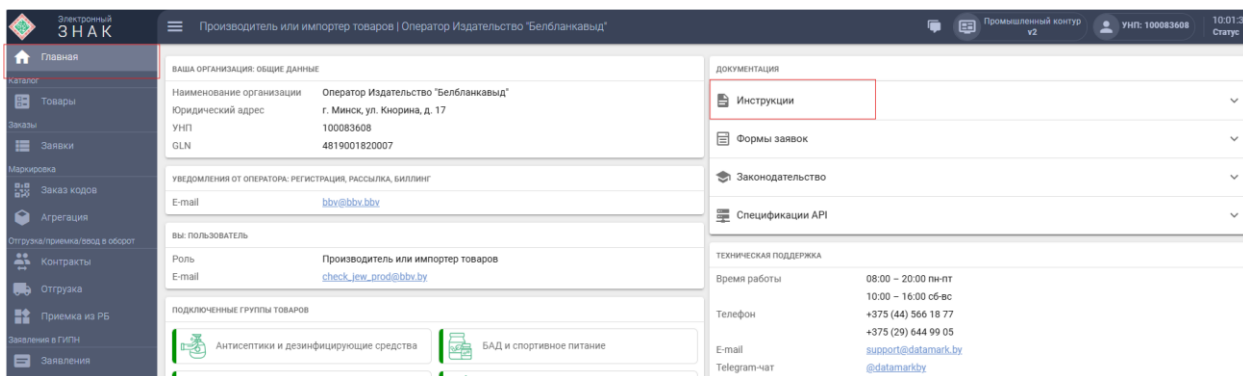 Электронный
ЗНАК
Производитель или импортер товаров | Оператор Издательство "Белбланкавыд"
Промышленный контур
v2
УНП: 100083608
10:01:3
Статус
Главная
Каталог
Товары
Заказы
Заявки
Маркировка
Заказ кодов
Агрегация
Отгрузка/приемка/ввод в оборот
Контракты
Отгрузка
Приемка из РБ
Заявления в ГИПН
Заявления
ВАША ОРГАНИЗАЦИЯ: ОБЩИЕ ДАННЫЕ
Наименование организации Оператор Издательство "Белбланкавыд"
Юридический адрес г. Минск, ул. Кнорина, д. 17
УНП 100083608
GLN 4819001820007
УВЕДОМЛЕНИЯ ОТ ОПЕРАТОРА: РЕГИСТРАЦИЯ, РАССЫЛКА, БИЛЛИНГ
E-mail bbv@bbv.bbv
ВЫ: ПОЛЬЗОВАТЕЛЬ
Роль Производитель или импортер товаров
E-mail check_jew_prod@bbv.by
ПОДКЛЮЧЕННЫЕ ГРУППЫ ТОВАРОВ
Антисептики и дезинфицирующие средства
БАД и спортивное питание
ДОКУМЕНТАЦИЯ
Инструкции
Формы заявок
Законодательство
Спецификации API
ТЕХНИЧЕСКАЯ ПОДДЕРЖКА
Время работы 08:00 – 20:00 пн-пт
10:00 – 16:00 сб-вс
Телефон +375 (44) 566 18 77
+375 (29) 644 99 05
E-mail support@datamark.by
Telegram-чат @datamarkby